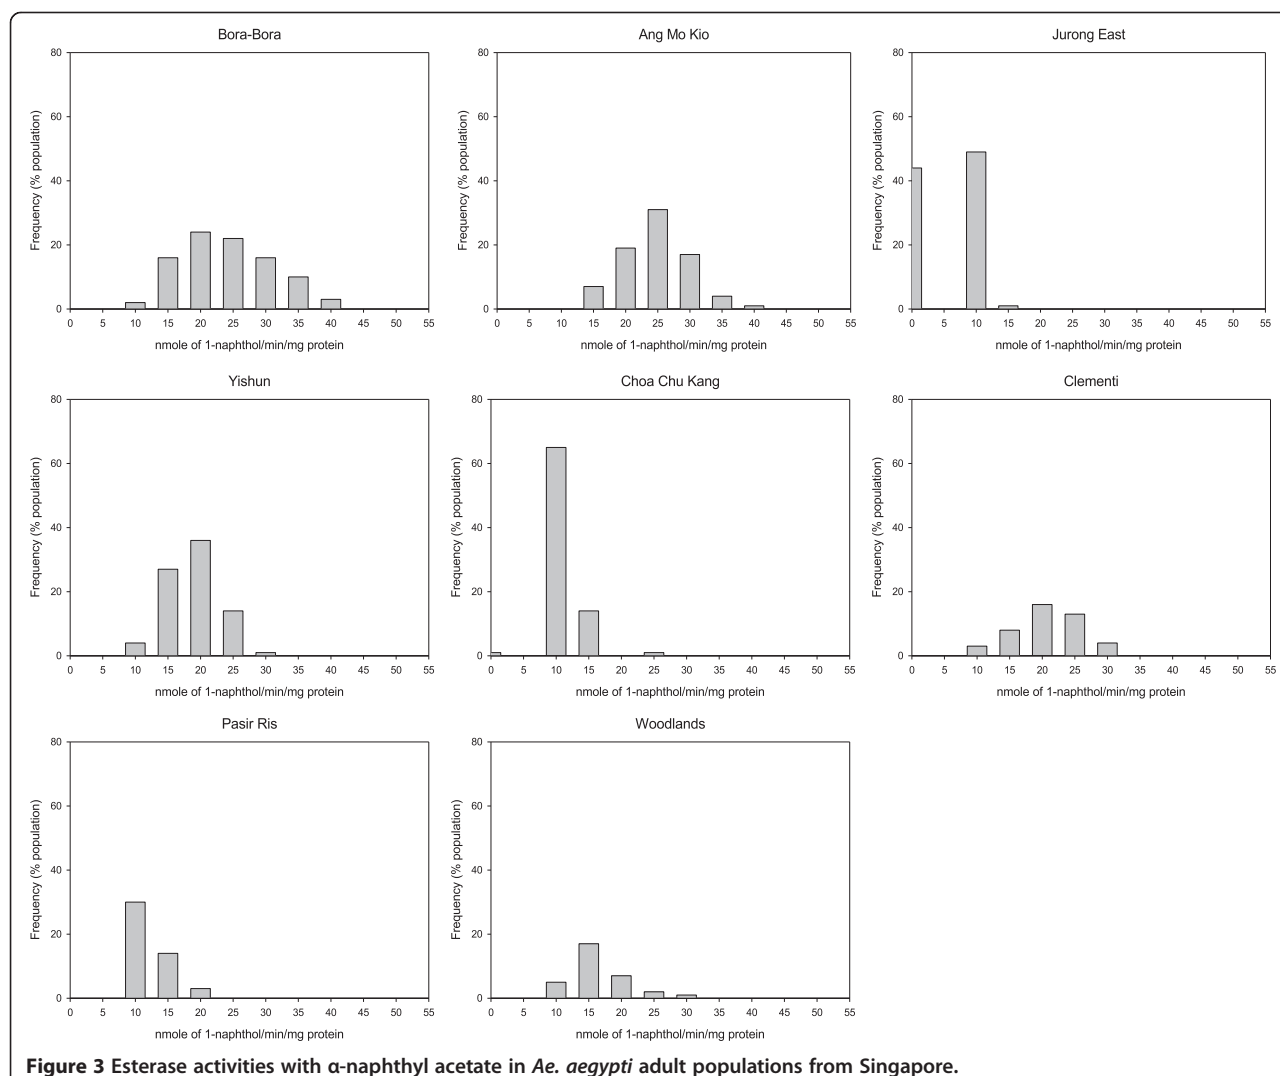 Bora-Bora
80
60
40
20
0
Frequency (% population)
0 5 10 15 20 25 30 35 40 45 50 55
nmole of 1-naphthol/min/mg protein
Ang Mo Kio
80
60
40
20
0
Frequency (% population)
0 5 10 15 20 25 30 35 40 45 50 55
nmole of 1-naphthol/min/mg protein
Jurong East
80
60
40
20
0
Frequency (% population)
0 5 10 15 20 25 30 35 40 45 50 55
nmole of 1-naphthol/min/mg protein
Yishun
80
60
40
20
0
Frequency (% population)
0 5 10 15 20 25 30 35 40 45 50 55
nmole of 1-naphthol/min/mg protein
Choa Chu Kang
80
60
40
20
0
Frequency (% population)
0 5 10 15 20 25 30 35 40 45 50 55
nmole of 1-naphthol/min/mg protein
Clementi
80
60
40
20
0
Frequency (% population)
0 5 10 15 20 25 30 35 40 45 50 55
nmole of 1-naphthol/min/mg protein
Pasir Ris
80
60
40
20
0
Frequency (% population)
0 5 10 15 20 25 30 35 40 45 50 55
nmole of 1-naphthol/min/mg protein
Woodlands
80
60
40
20
0
Frequency (% population)
0 5 10 15 20 25 30 35 40 45 50 55
nmole of 1-naphthol/min/mg protein
Figure 3 Esterase activities with α-naphthyl acetate in Ae. aegypti adult populations from Singapore.